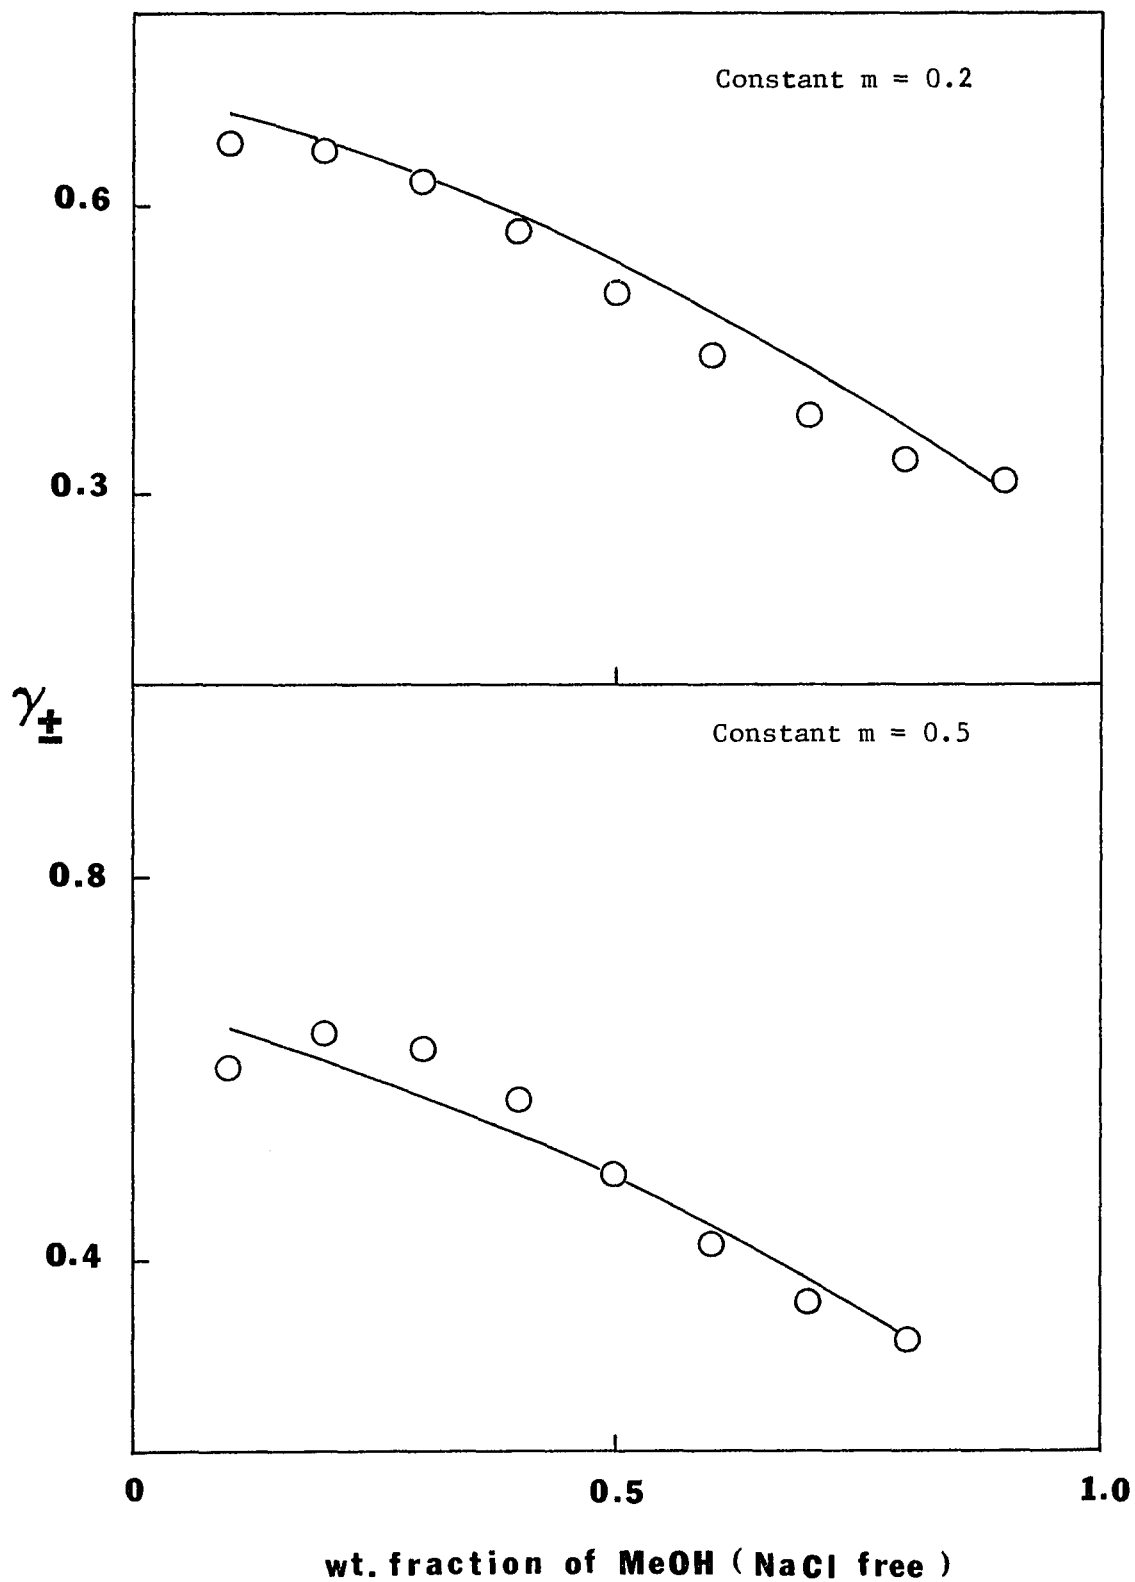 Constant m = 0.2
0.6
0.3
γ±
Constant m = 0.5
0.8
0.4
0 0.5 1.0
wt. fraction of MeOH ( NaCl free )